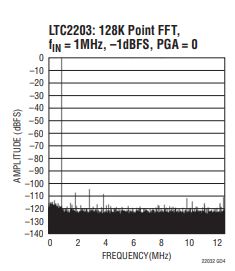 LTC2203: 128K Point FFT,
fIN = 1MHz, –1dBFS, PGA = 0
AMPLITUDE (dBFS)
0
–10
–20
–30
–40
–50
–60
–70
–80
–90
–100
–110
–120
–130
–140
0 2 4 6 8 10 12
FREQUENCY(MHz)
22032 G04